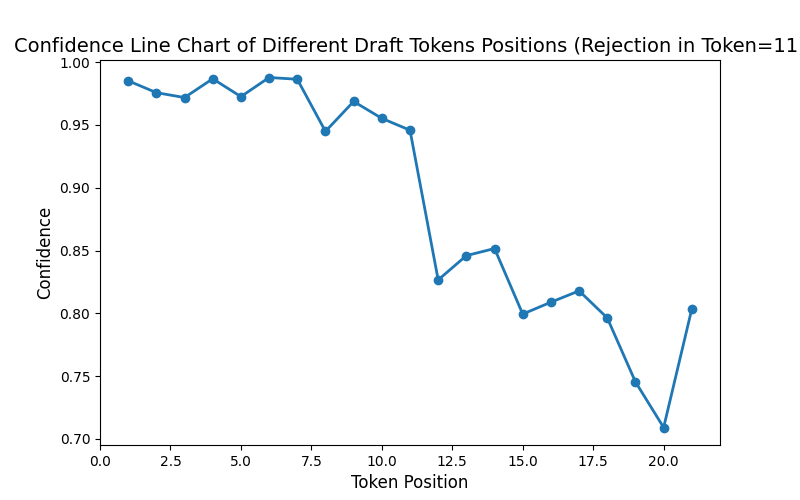 Confidence Line Chart of Different Draft Tokens Positions (Rejection in Token=11
1.00
0.95
0.90
0.85
0.80
0.75
0.70
Confidence
0.0 2.5 5.0 7.5 10.0 12.5 15.0 17.5 20.0
Token Position